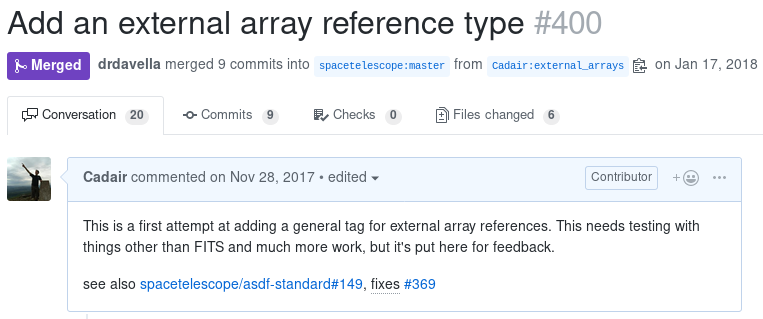 Add an external array reference type #400
Merged drdavella merged 9 commits into spacetelescope:master from Cadair:external_arrays on Jan 17, 2018
Conversation 20 Commits 9 Checks 0 Files changed 6
Cadair commented on Nov 28, 2017 • edited Contributor
This is a first attempt at adding a general tag for external array references. This needs testing with
things other than FITS and much more work, but it's put here for feedback.
see also spacetelescope/asdf-standard#149, fixes #369